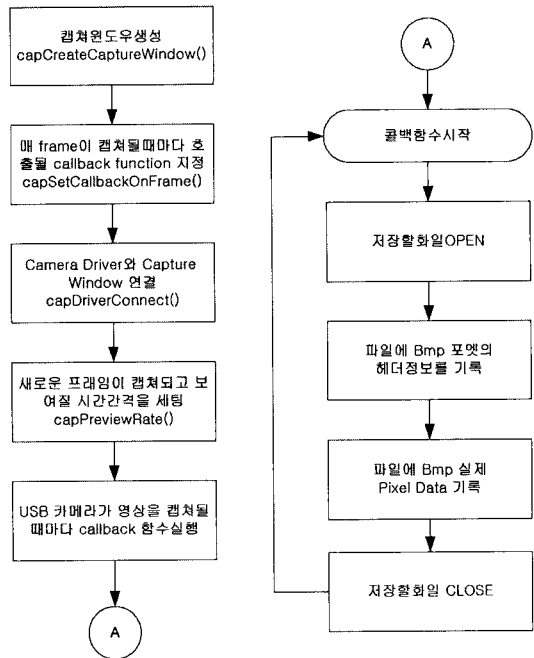 캡쳐윈도우생성
capCreateCaptureWindow()
매 frame이 캡쳐될때마다 호
출될 callback function 지정
capSetCallbackOnFrame()
Camera Driver와 Capture
Window 연결
capDriverConnect()
새로운 프래임이 캡쳐되고 보
여질 시간간격을 세팅
capPreviewRate()
USB 카메라가 영상을 캡쳐될
때마다 callback 함수실행
A
A
콜백함수시작
저장할화일OPEN
파일에 Bmp 포맷의
헤더정보를 기록
파일에 Bmp 실제
Pixel Data 기록
저장할화일 CLOSE